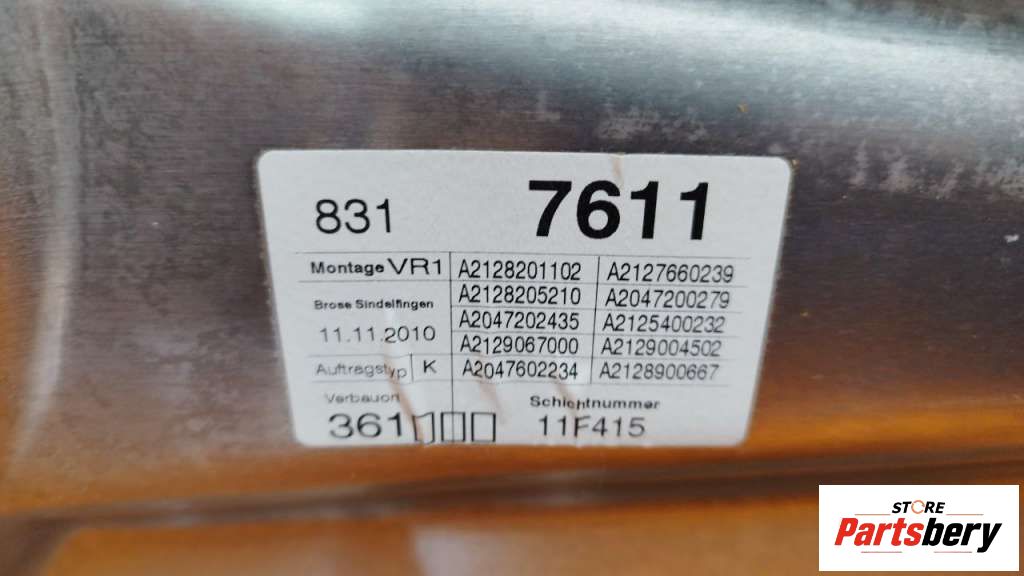 831 7611
Montage VR1 A2128201102 A2127660239
A2128205210 A2047200279
Brose Sindelfingen
A2047202435 A2125400232
11.11.2010
A2129067000 A2129004502
Auftragstyp K A2047602234 A2128900667
Verbauort Schichtnummer
361 11F415
STORE
Partsbery